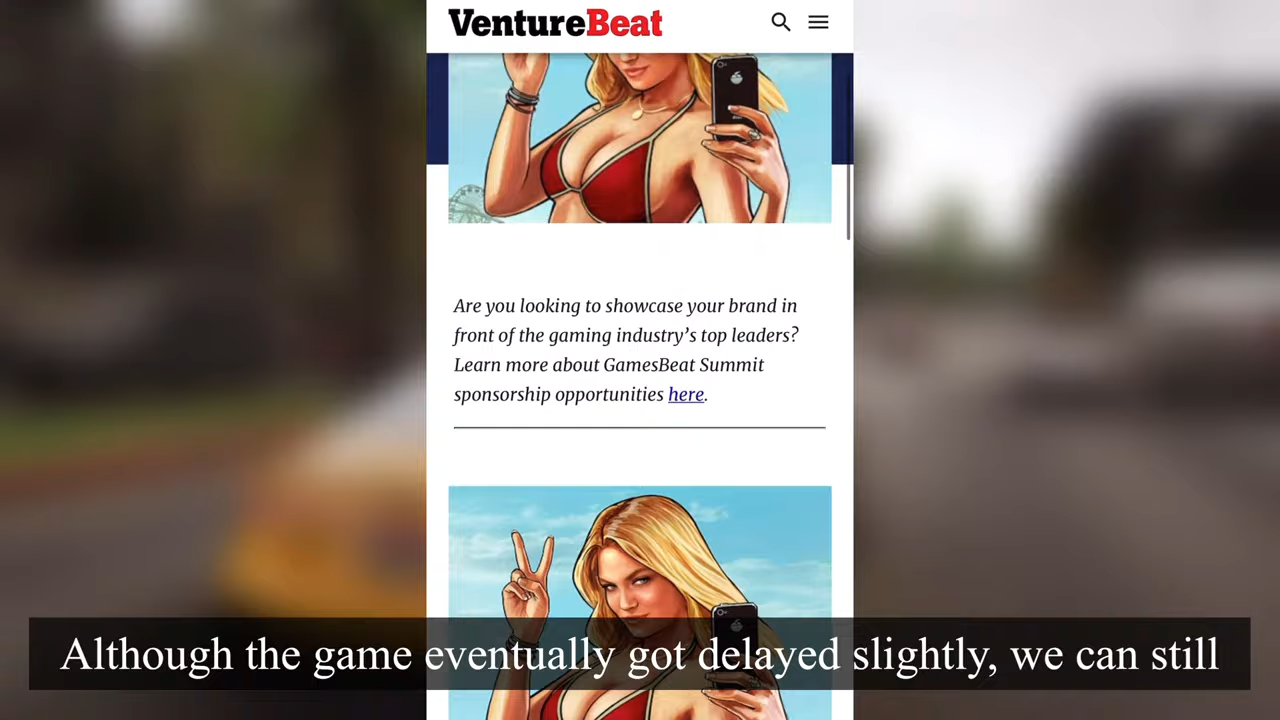 VentureBeat
Are you looking to showcase your brand in
front of the gaming industry’s top leaders?
Learn more about GamesBeat Summit
sponsorship opportunities here.
Although the game eventually got delayed slightly, we can still